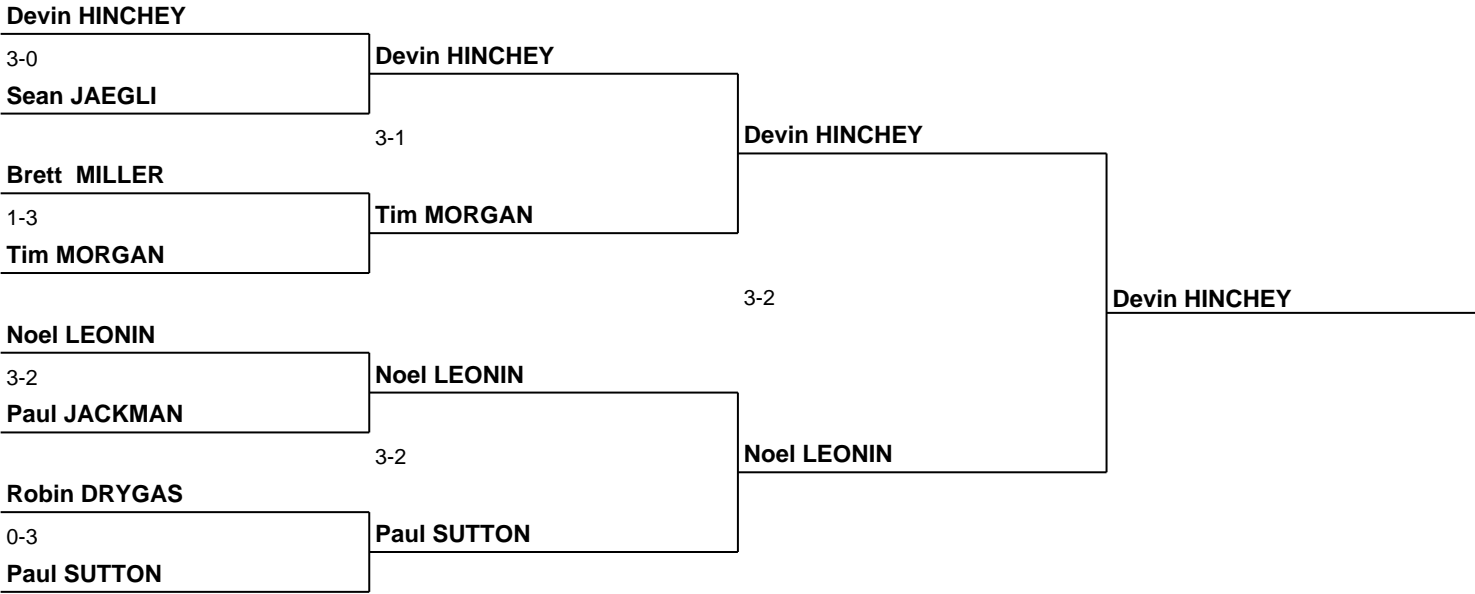 Devin HINCHEY
3-0
Sean JAEGLI
Devin HINCHEY
3-1
Brett  MILLER
1-3
Tim MORGAN
Tim MORGAN
Devin HINCHEY
3-2
Noel LEONIN
3-2
Paul JACKMAN
Noel LEONIN
3-2
Robin DRYGAS
0-3
Paul SUTTON
Paul SUTTON
Noel LEONIN
Devin HINCHEY